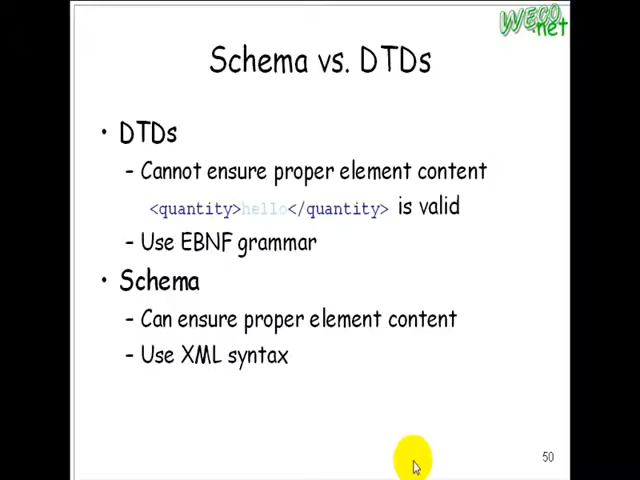 WECO
.net
Schema vs. DTDs
• DTDs
– Cannot ensure proper element content
<quantity>hello</quantity> is valid
– Use EBNF grammar
• Schema
– Can ensure proper element content
– Use XML syntax
50